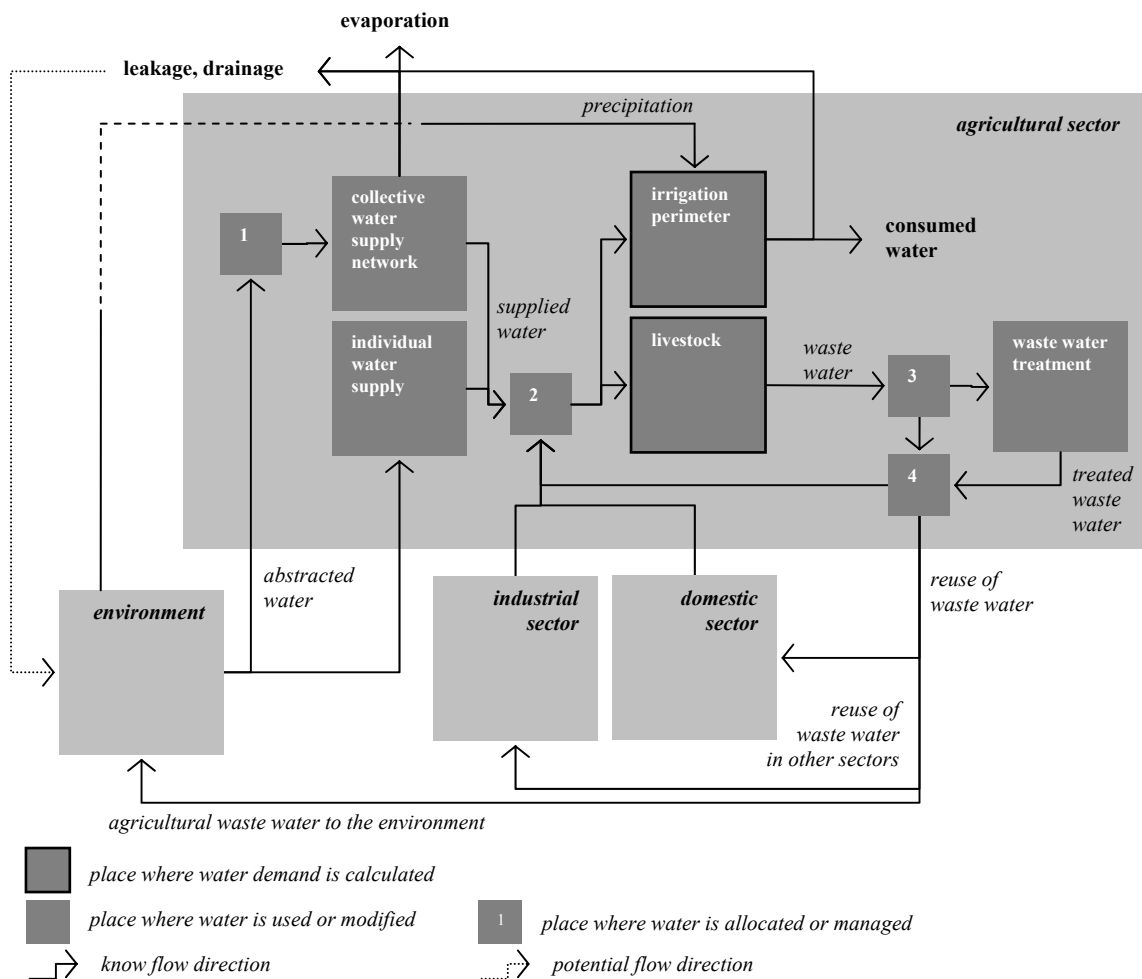 evaporation
leakage, drainage
precipitation
agricultural sector
collective
water
supply
network
irrigation
perimeter
1
consumed
water
supplied
water
individual
water
supply
livestock
waste
water
waste water
treatment
2
3
4
treated
waste
water
abstracted
water
reuse of
waste water
environment
industrial
sector
domestic
sector
reuse of
waste water
in other sectors
agricultural waste water to the environment
place where water demand is calculated
place where water is used or modified
1
place where water is allocated or managed
know flow direction
potential flow direction